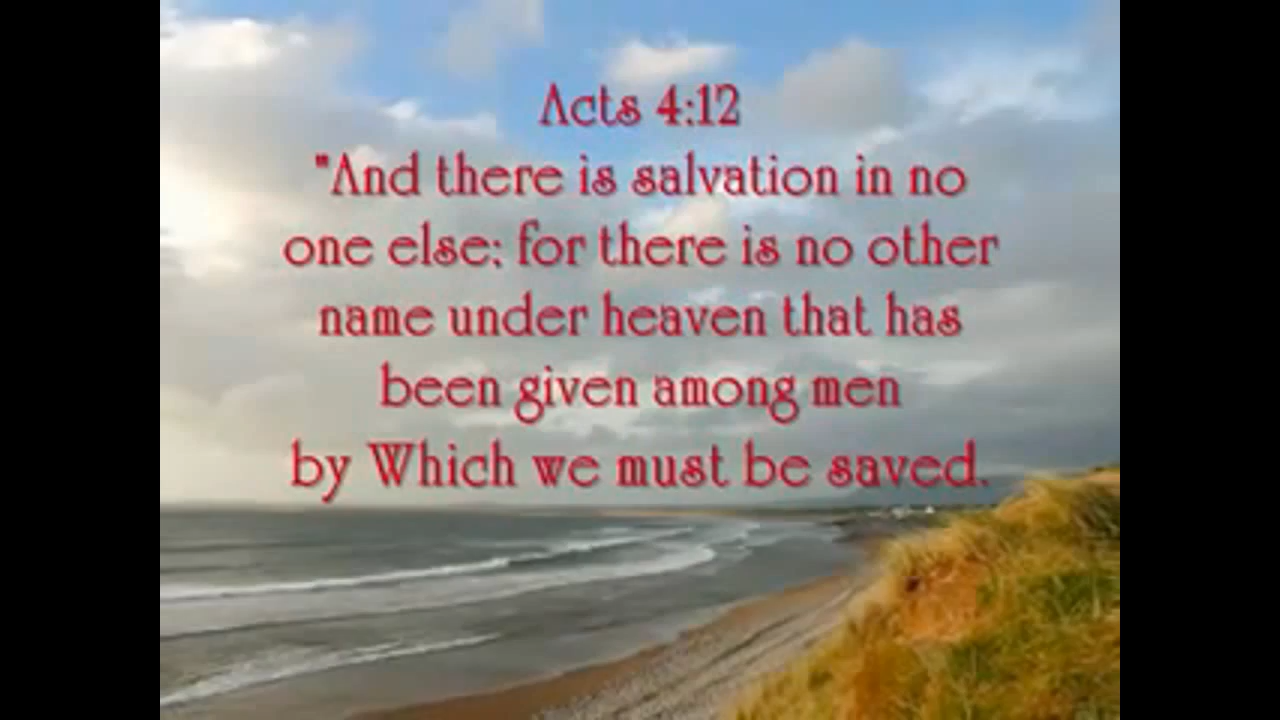 Acts 4:12
"And there is salvation in no
one else; for there is no other
name under heaven that has
been given among men
by Which we must be saved.